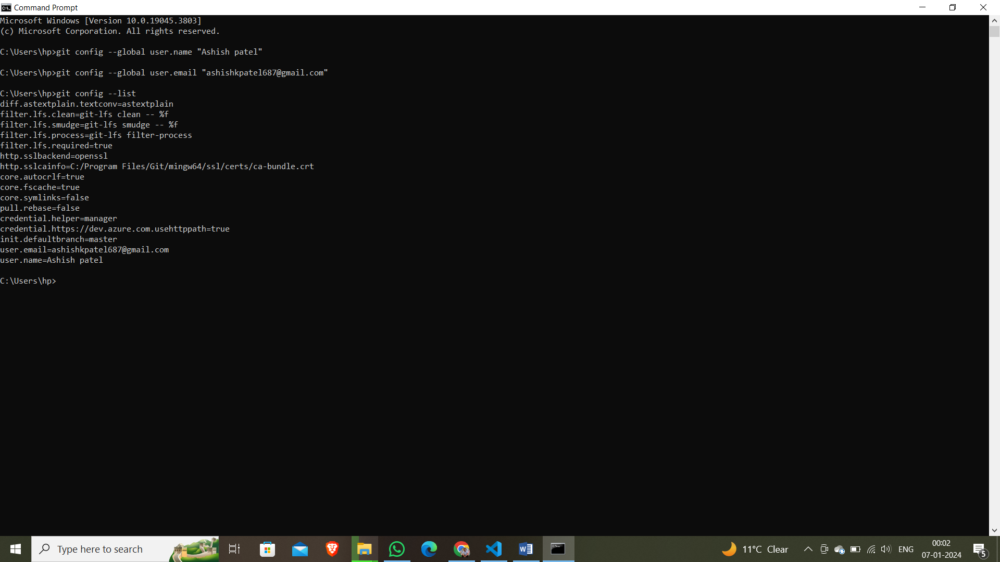 Command Prompt
Microsoft Windows [Version 10.0.19045.3803]
(c) Microsoft Corporation. All rights reserved.
C:\Users\hp>git config --global user.name "Ashish patel"
C:\Users\hp>git config --global user.email "ashishkpatel687@gmail.com"
C:\Users\hp>git config --list
diff.astextplain.textconv=astextplain
filter.lfs.clean=git-lfs clean -- %f
filter.lfs.smudge=git-lfs smudge -- %f
filter.lfs.process=git-lfs filter-process
filter.lfs.required=true
http.sslbackend=openssl
http.sslcainfo=C:/Program Files/Git/mingw64/ssl/certs/ca-bundle.crt
core.autocrlf=true
core.fscache=true
core.symlinks=false
pull.rebase=false
credential.helper=manager
credential.https://dev.azure.com.usehttppath=true
init.defaultbranch=master
user.email=ashishkpatel687@gmail.com
user.name=Ashish patel
C:\Users\hp>
Type here to search
11°C Clear
ENG
00:02
07-01-2024
5